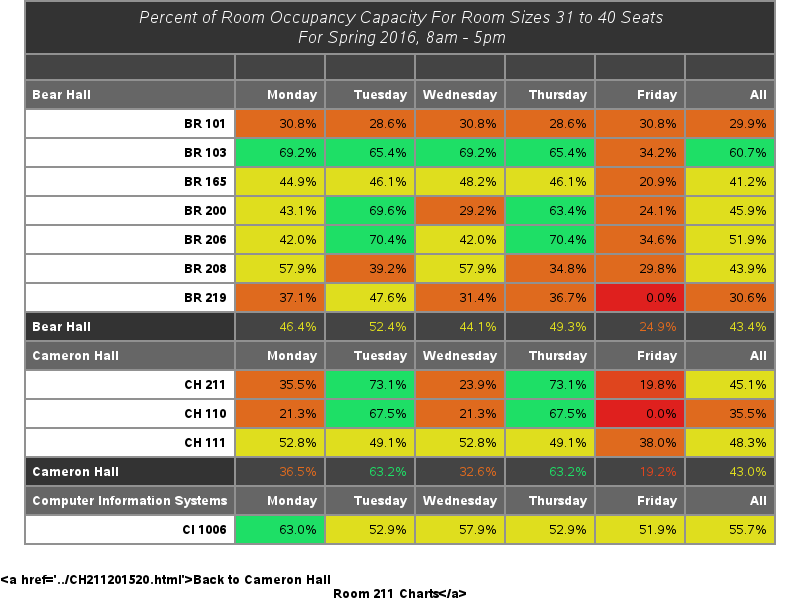 Percent of Room Occupancy Capacity For Room Sizes 31 to 40 Seats
For Spring 2016, 8am - 5pm
Bear Hall Monday Tuesday Wednesday Thursday Friday All
BR 101 30.8% 28.6% 30.8% 28.6% 30.8% 29.9%
BR 103 69.2% 65.4% 69.2% 65.4% 34.2% 60.7%
BR 165 44.9% 46.1% 48.2% 46.1% 20.9% 41.2%
BR 200 43.1% 69.6% 29.2% 63.4% 24.1% 45.9%
BR 206 42.0% 70.4% 42.0% 70.4% 34.6% 51.9%
BR 208 57.9% 39.2% 57.9% 34.8% 29.8% 43.9%
BR 219 37.1% 47.6% 31.4% 36.7% 0.0% 30.6%
Bear Hall 46.4% 52.4% 44.1% 49.3% 24.9% 43.4%
Cameron Hall Monday Tuesday Wednesday Thursday Friday All
CH 211 35.5% 73.1% 23.9% 73.1% 19.8% 45.1%
CH 110 21.3% 67.5% 21.3% 67.5% 0.0% 35.5%
CH 111 52.8% 49.1% 52.8% 49.1% 38.0% 48.3%
Cameron Hall 36.5% 63.2% 32.6% 63.2% 19.2% 43.0%
Computer Information Systems Monday Tuesday Wednesday Thursday Friday All
CI 1006 63.0% 52.9% 57.9% 52.9% 51.9% 55.7%
<a href='../CH211201520.html'>Back to Cameron Hall
Room 211 Charts</a>